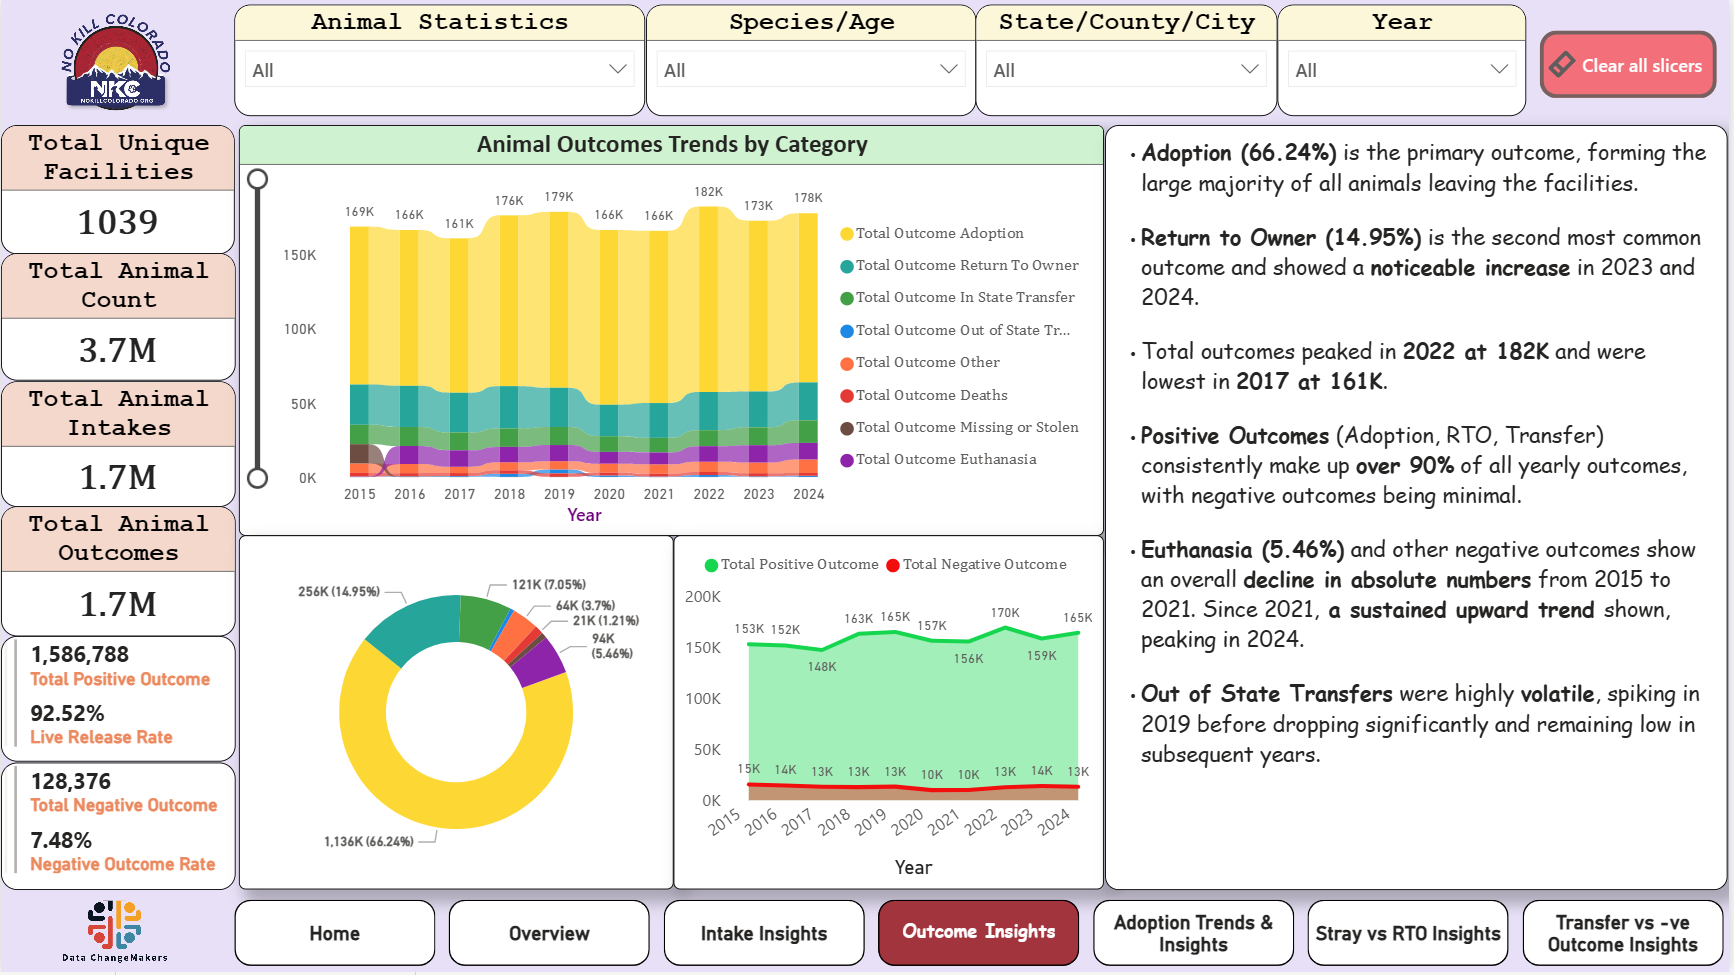 NO KILL COLORADO
NKC
NOKILLCOLORADO.ORG
Animal Statistics
All
Species/Age
All
State/County/City
All
Year
All
Clear all slicers
Total Unique
Facilities
1039
Total Animal
Count
3.7M
Total Animal
Intakes
1.7M
Total Animal
Outcomes
1.7M
1,586,788
Total Positive Outcome
92.52%
Live Release Rate
128,376
Total Negative Outcome
7.48%
Negative Outcome Rate
Animal Outcomes Trends by Category
169K 166K 161K 176K 179K 166K 166K 182K 173K 178K
150K
100K
50K
0K
2015 2016 2017 2018 2019 2020 2021 2022 2023 2024
Year
Total Outcome Adoption
Total Outcome Return To Owner
Total Outcome In State Transfer
Total Outcome Out of State Tr...
Total Outcome Other
Total Outcome Deaths
Total Outcome Missing or Stolen
Total Outcome Euthanasia
256K (14.95%)
121K (7.05%)
64K (3.7%)
21K (1.21%)
94K
(5.46%)
1,136K (66.24%)
Total Positive Outcome Total Negative Outcome
200K
150K
100K
50K
0K
153K 152K 148K 163K 165K 157K 156K 170K 159K 165K
15K 14K 13K 13K 13K 10K 10K 13K 14K 13K
2015 2016 2017 2018 2019 2020 2021 2022 2023 2024
Year
• Adoption (66.24%) is the primary outcome, forming the
large majority of all animals leaving the facilities.
• Return to Owner (14.95%) is the second most common
outcome and showed a noticeable increase in 2023 and
2024.
• Total outcomes peaked in 2022 at 182K and were
lowest in 2017 at 161K.
• Positive Outcomes (Adoption, RTO, Transfer)
consistently make up over 90% of all yearly outcomes,
with negative outcomes being minimal.
• Euthanasia (5.46%) and other negative outcomes show
an overall decline in absolute numbers from 2015 to
2021. Since 2021, a sustained upward trend shown,
peaking in 2024.
• Out of State Transfers were highly volatile, spiking in
2019 before dropping significantly and remaining low in
subsequent years.
Data ChangeMakers
Home
Overview
Intake Insights
Outcome Insights
Adoption Trends &
Insights
Stray vs RTO Insights
Transfer vs -ve
Outcome Insights